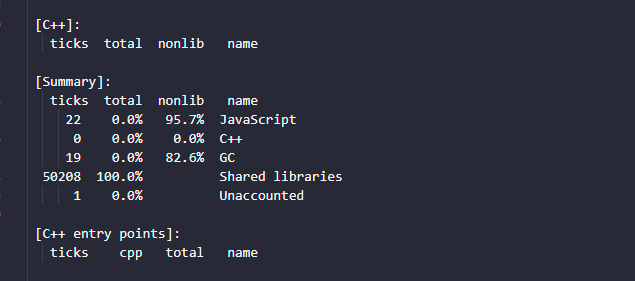 [C++]:
ticks total nonlib name
[Summary]:
ticks total nonlib name
22 0.0% 95.7% JavaScript
0 0.0% 0.0% C++
19 0.0% 82.6% GC
50208 100.0% Shared libraries
1 0.0% Unaccounted
[C++ entry points]:
ticks cpp total name